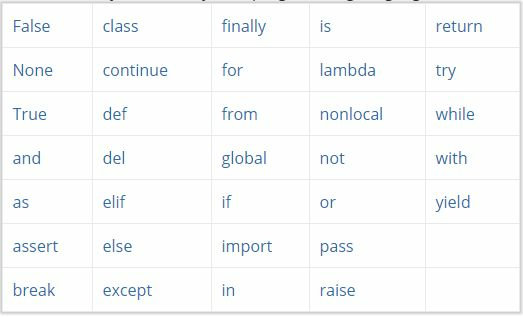 False class finally is return
None continue for lambda try
True def from nonlocal while
and del global not with
as elif if or yield
assert else import pass
break except in raise